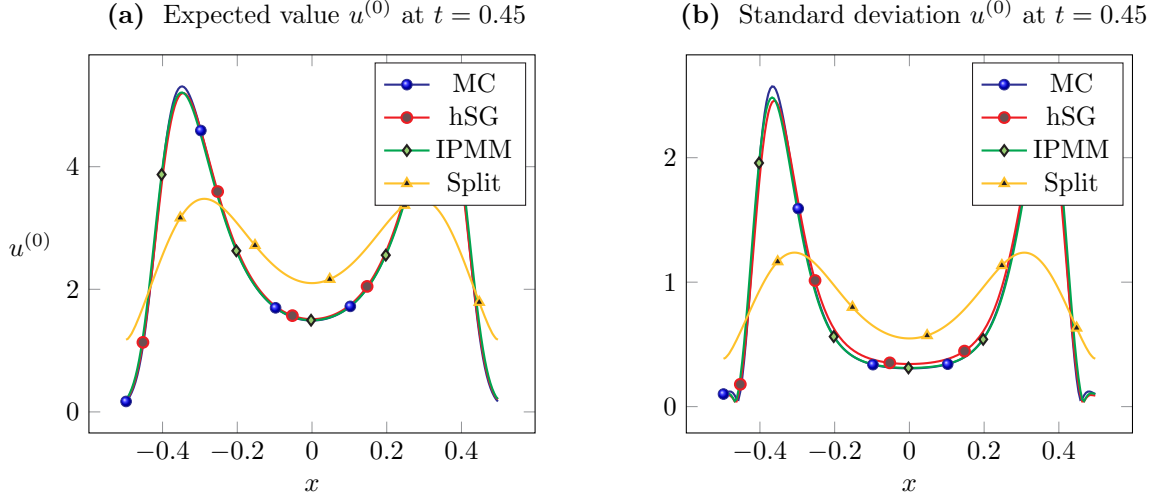 (a) Expected value u^(0) at t = 0.45
MC
hSG
IPMM
Split
4
2
0
u^(0)
−0.4
−0.2
0
0.2
0.4
x
(b) Standard deviation u^(0) at t = 0.45
MC
hSG
IPMM
Split
2
1
0
−0.4
−0.2
0
0.2
0.4
x